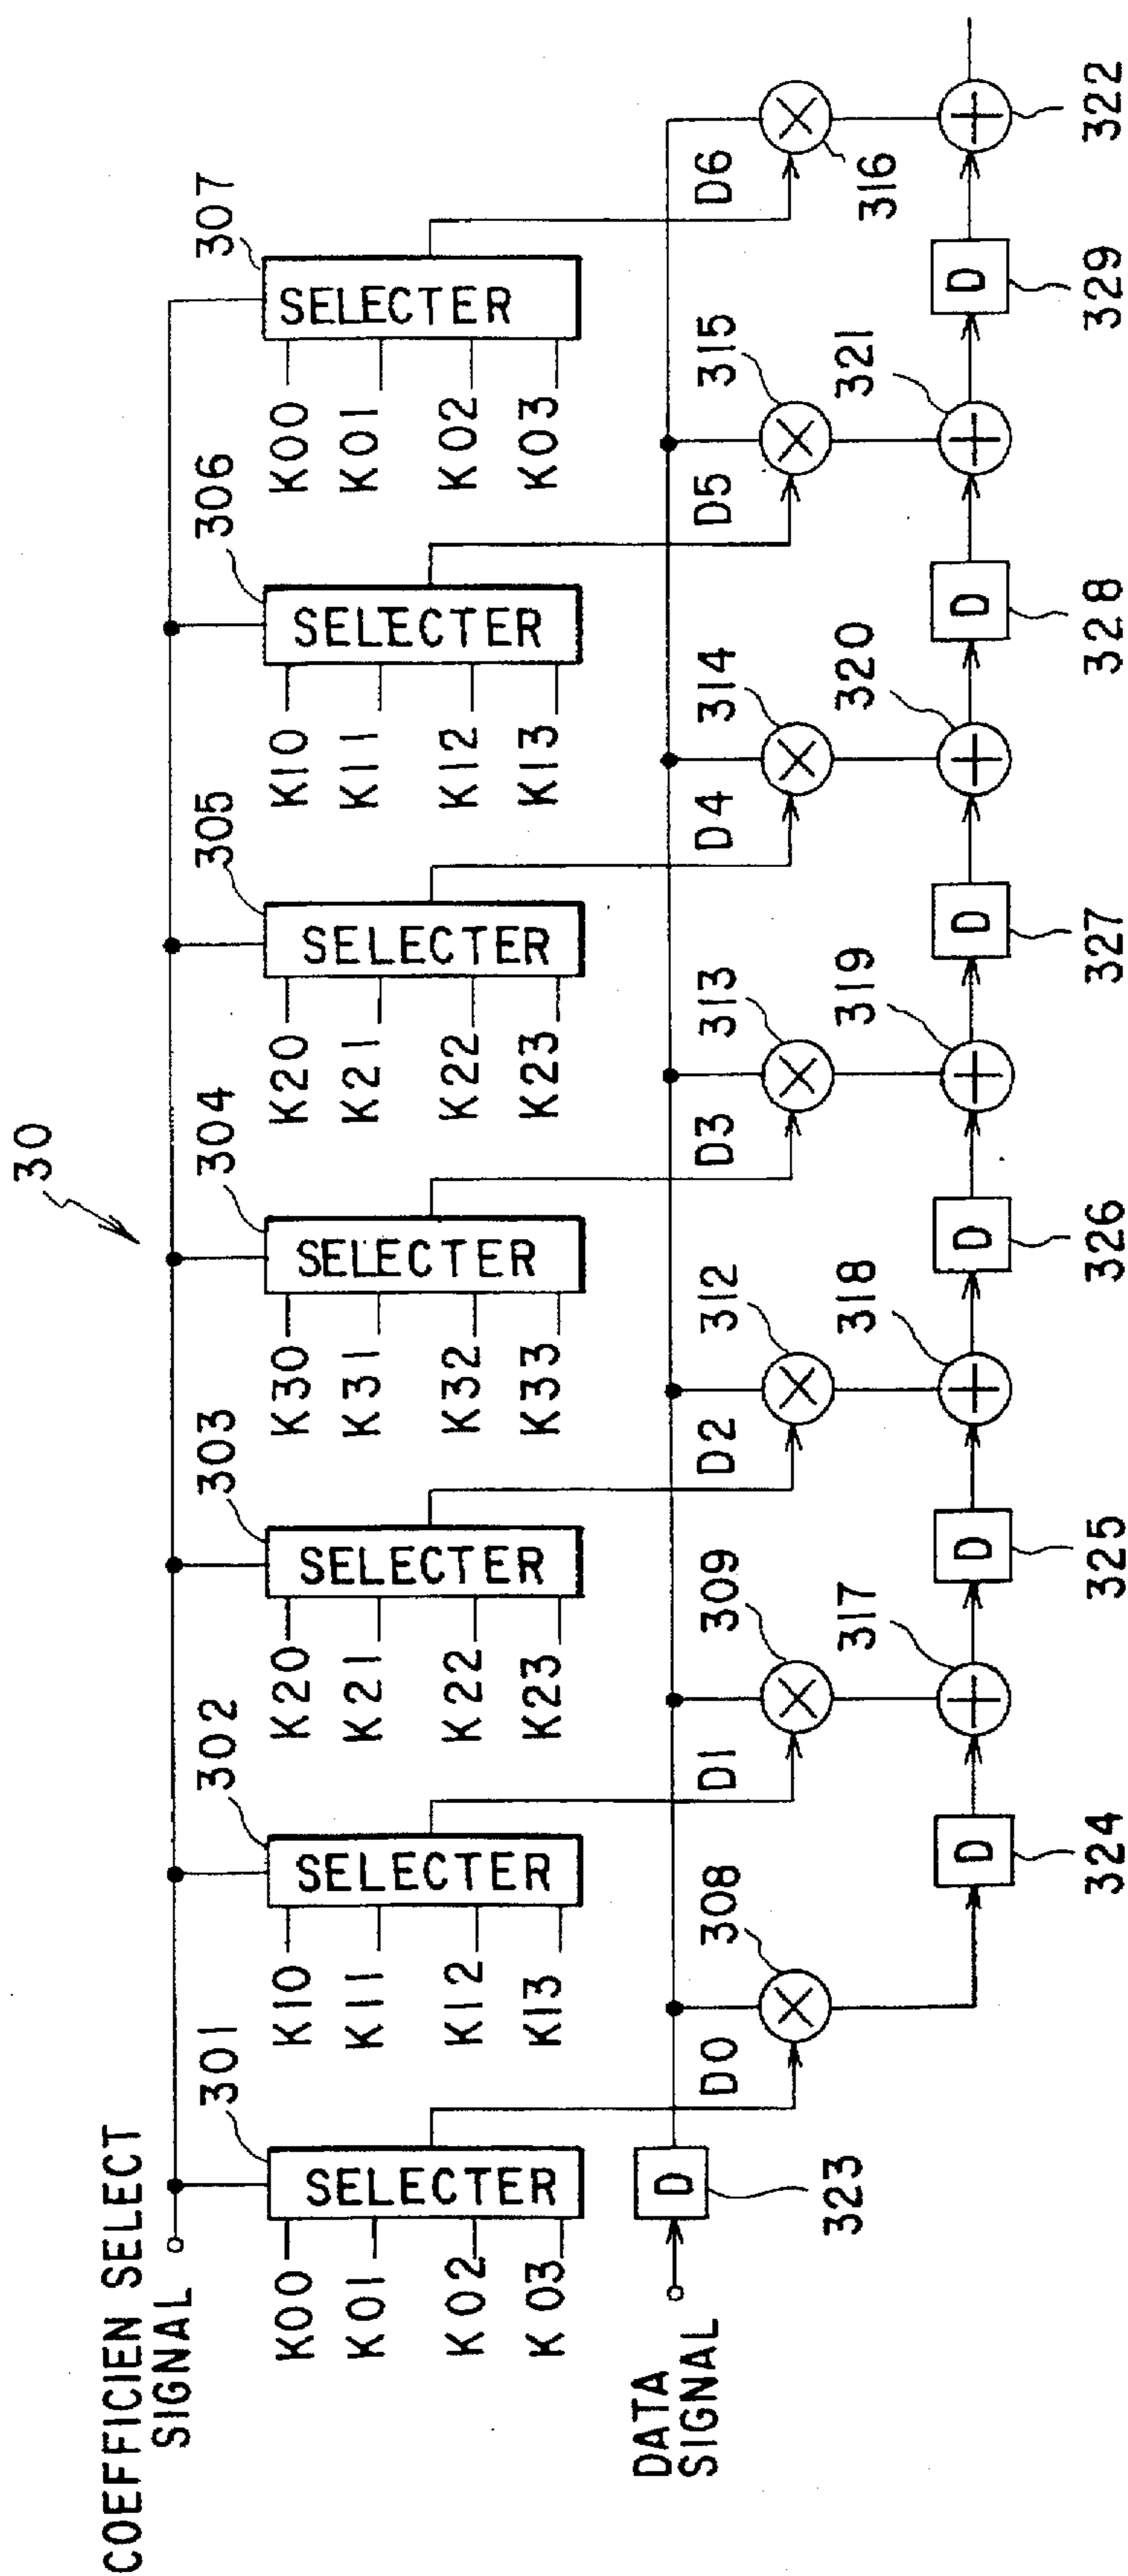 30
COEFFICIEN SELECT
SIGNAL
301
302
303
304
305
306
307
K00
K01
K02
K03
SELECTER
K10
K11
K12
K13
SELECTER
K20
K21
K22
K23
SELECTER
K30
K31
K32
K33
SELECTER
K20
K21
K22
K23
SELECTER
K10
K11
K12
K13
SELECTER
K00
K01
K02
K03
SELECTER
DATA
SIGNAL
D
323
D0
308
D1
309
D2
312
D3
313
D4
314
D5
315
D6
316
317
318
319
320
321
322
D
324
D
325
D
326
D
327
D
328
D
329